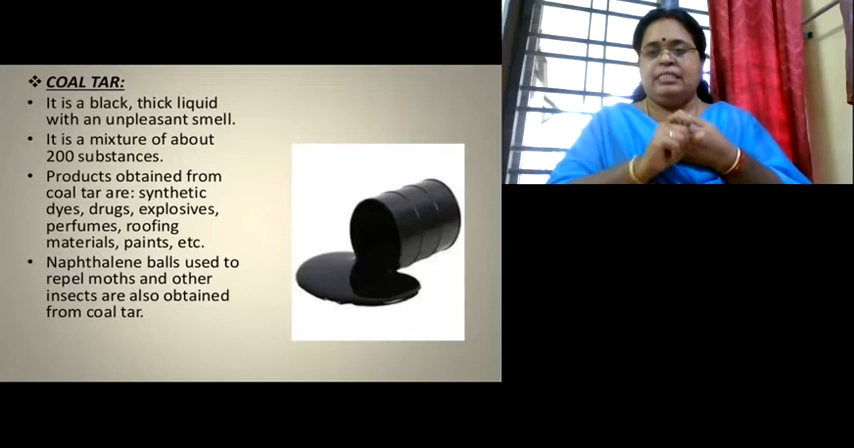 ❖ COAL TAR:
• It is a black, thick liquid
with an unpleasant smell.
• It is a mixture of about
200 substances.
• Products obtained from
coal tar are: synthetic
dyes, drugs, explosives,
perfumes, roofing
materials, paints, etc.
• Naphthalene balls used to
repel moths and other
insects are also obtained
from coal tar.